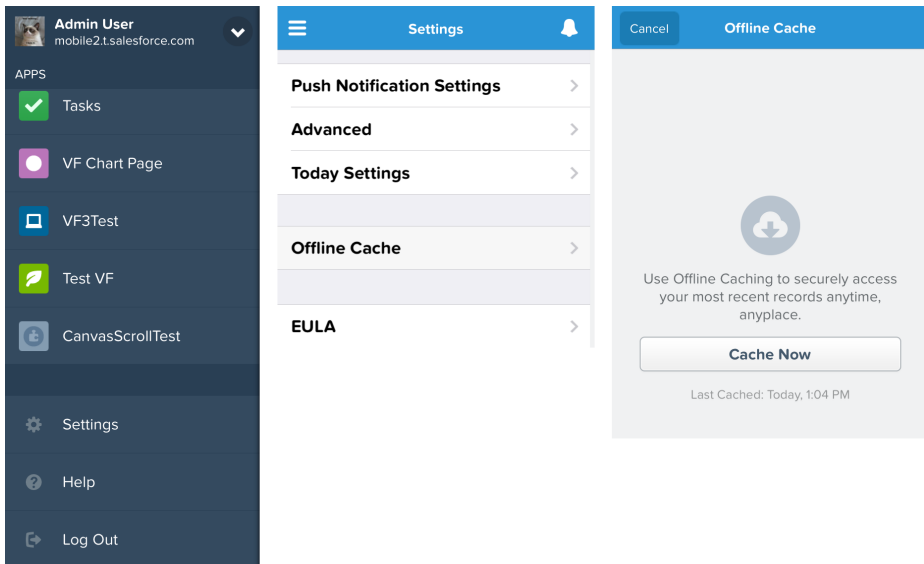 Admin User
mobile2.t.salesforce.com
APPS
Tasks
VF Chart Page
VF3Test
Test VF
CanvasScrollTest
Settings
Help
Log Out
Settings
Push Notification Settings
Advanced
Today Settings
Offline Cache
EULA
Cancel
Offline Cache
Use Offline Caching to securely access
your most recent records anytime,
anyplace.
Cache Now
Last Cached: Today, 1:04 PM